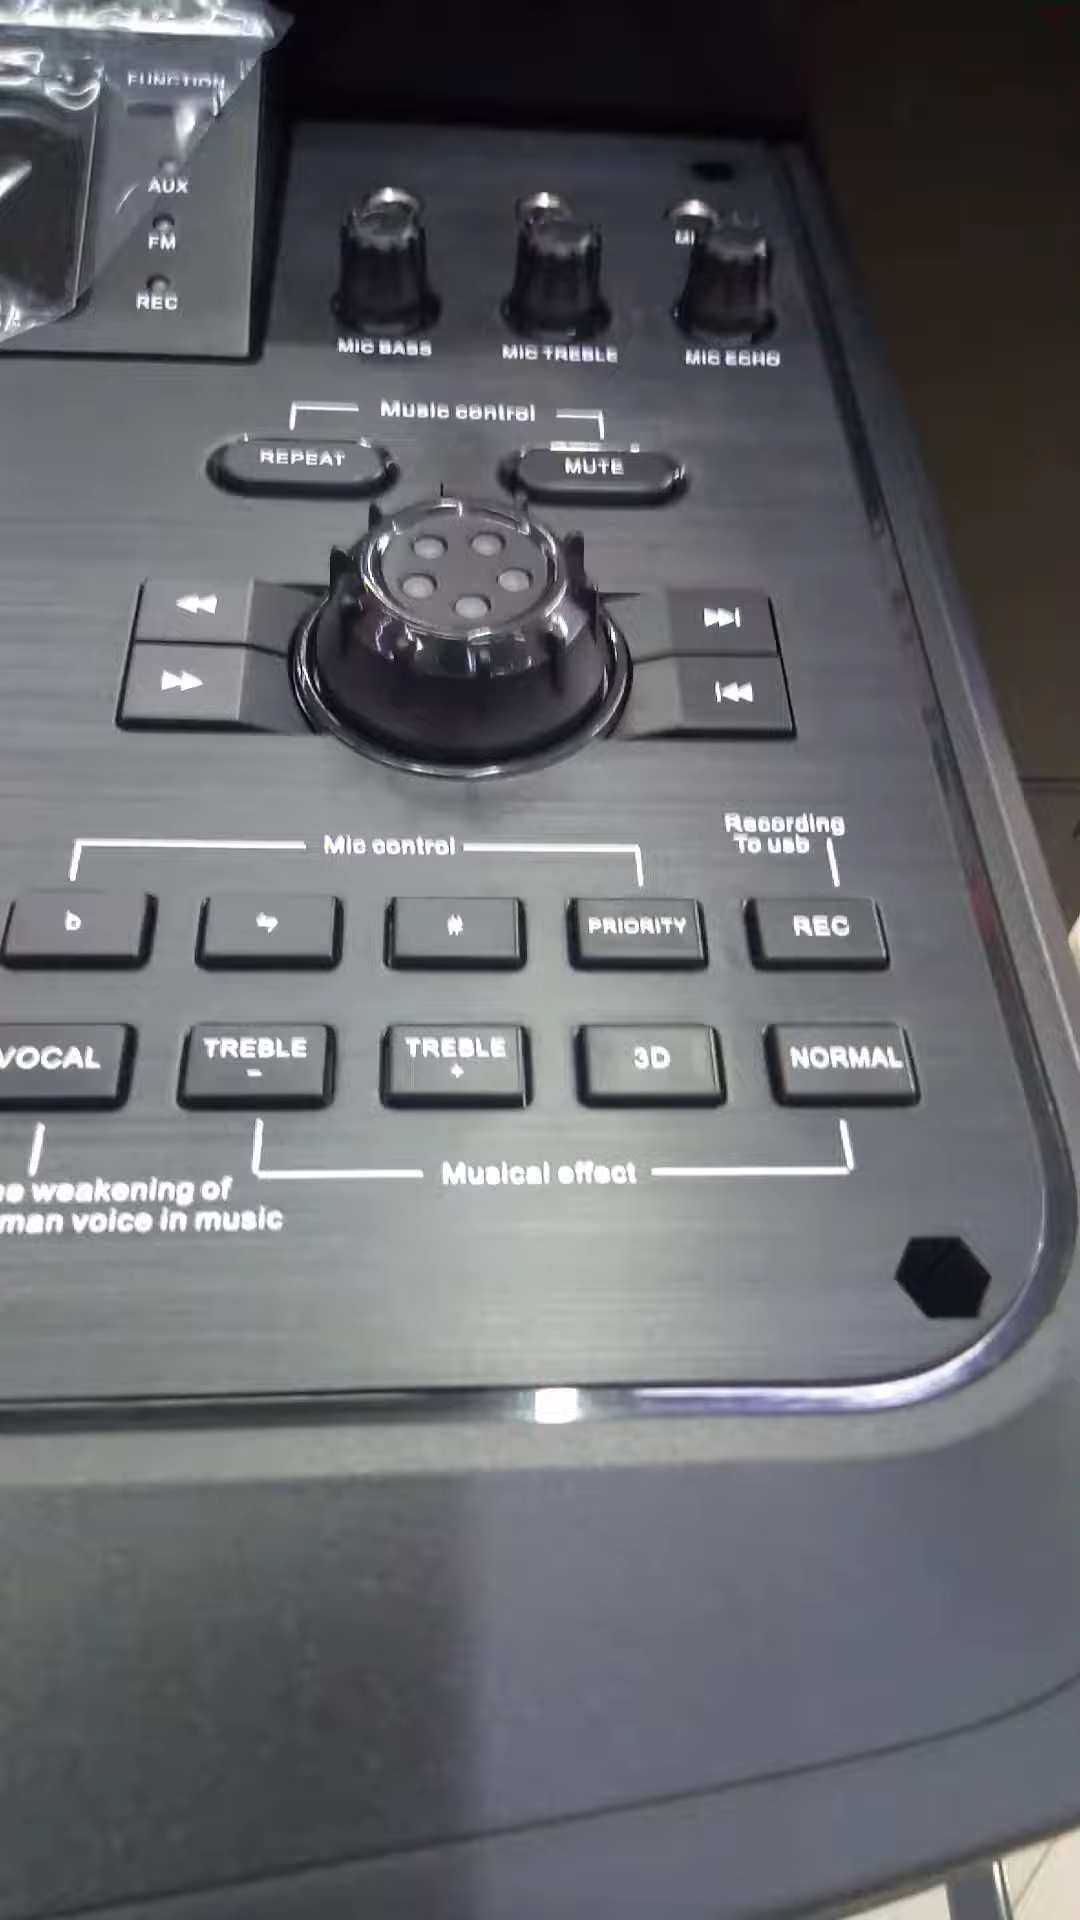 FUNCTION
AUX
FM
REC
MIC BASS
MIC TREBLE
MIC ECHO
Music control
REPEAT
MUTE
Mic control
Recording
To usb
b
#
PRIORITY
REC
VOCAL
TREBLE
-
TREBLE
+
3D
NORMAL
weakening of
voice in music
Musical effect